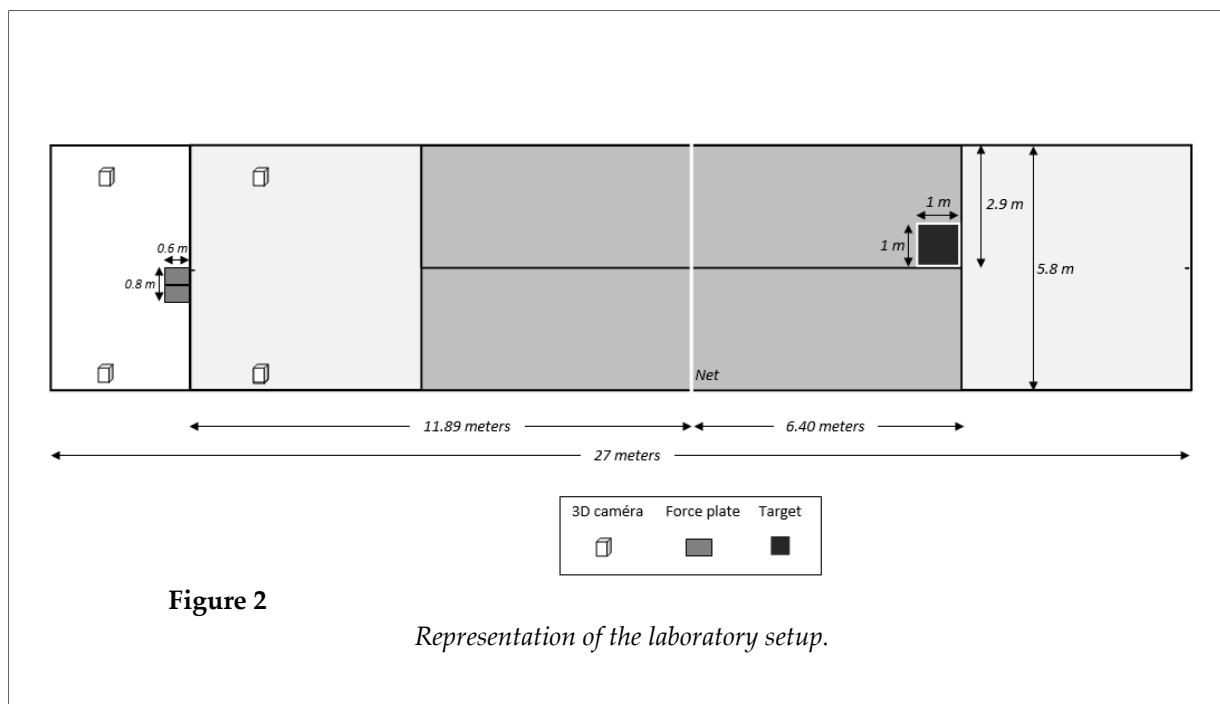 1 m
2.9 m
0.6 m
1 m
5.8 m
0.8 m
Net
11.89 meters
6.40 meters
27 meters
3D caméra Force plate Target
Figure 2
Representation of the laboratory setup.